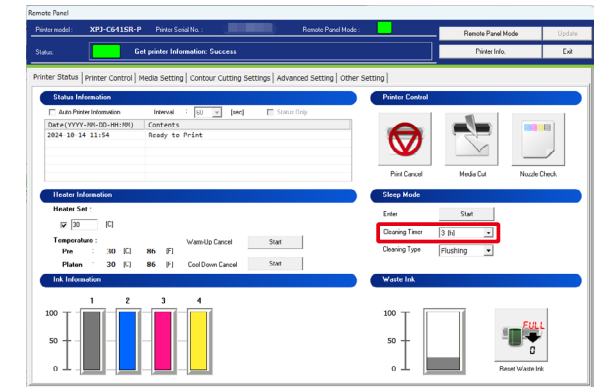 Remote Panel
Printer model : XPJ-C641SR-P Printer Serial No. : Remote Panel Mode : Remote Panel Mode Update
Status: Get printer Information: Success Printer Info. Exit
Printer Status Printer Control Media Setting Contour Cutting Settings Advanced Setting Other Setting
Status Information Printer Control
Auto Printer Information Interval : 60 [sec] Status Only
Date(YYYY-MM-DD-HH:MM) Contents
2024-10-14 11:54 Ready to Print
Print Cancel Media Cut Nozzle Check
Heater Information Sleep Mode
Heater Set :
Enter Start
30 [C]
Cleaning Timer 3 [h]
Temperature :
Warm-Up Cancel Start
Pre : 30 [C] 86 [F]
Cleaning Type Flushing
Platen : 30 [C] 86 [F] Cool Down Cancel Start
Ink Information Waste Ink
1 2 3 4
100 100
FULL
50 50
0
0 0
Reset Waste Ink